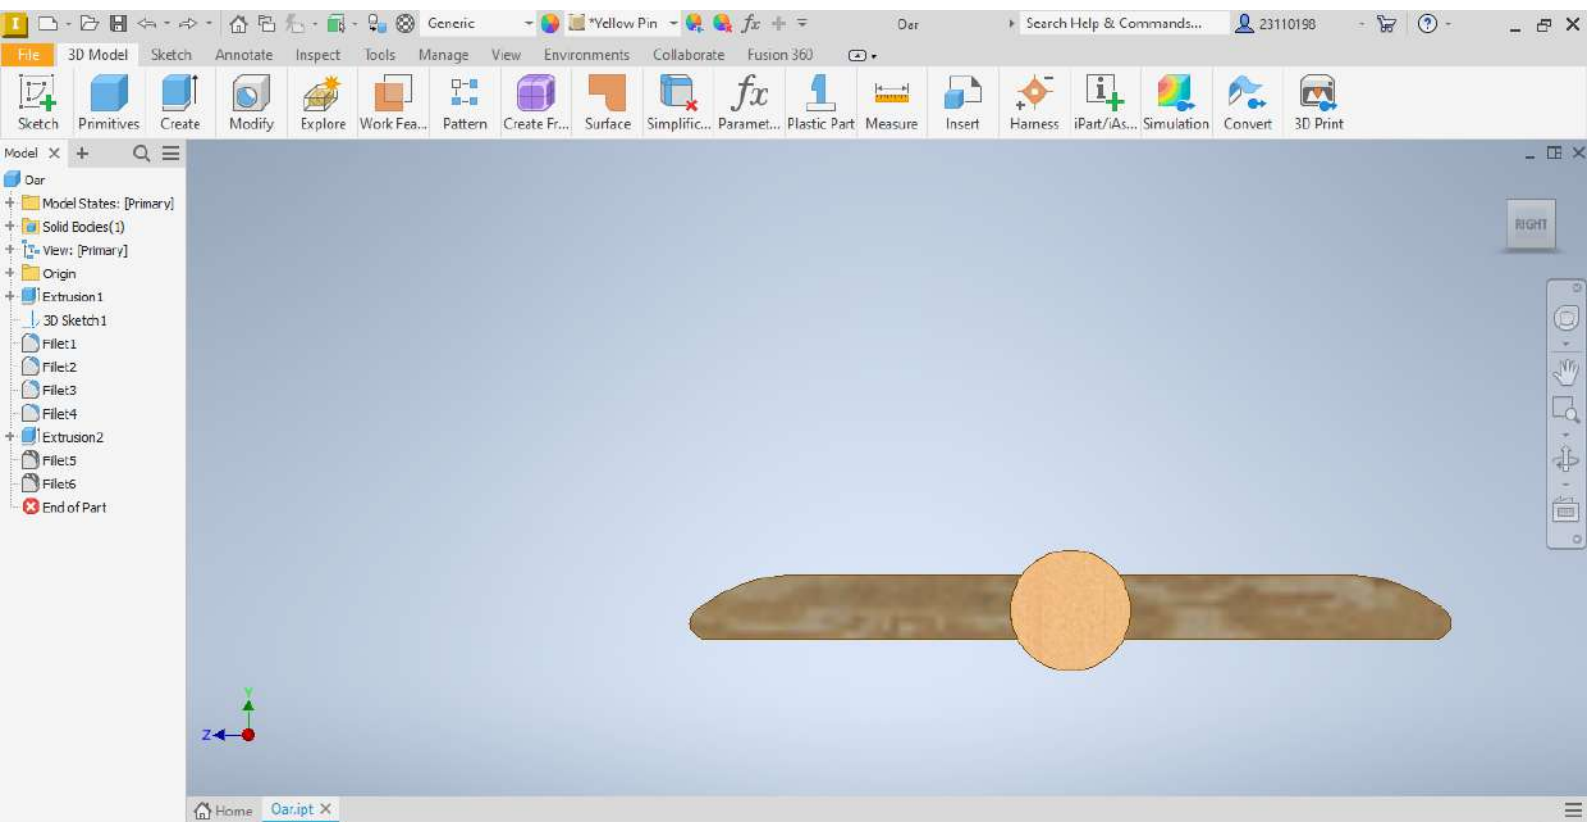 I Generic *Yellow Pin fx Oar Search Help & Commands... 23110198
File 3D Model Sketch Annotate Inspect Tools Manage View Environments Collaborate Fusion 360
fx
Sketch Primitives Create Modify Explore Work Fea... Pattern Create Fr... Surface Simplific... Paramet... Plastic Part Measure Insert Harness iPart/iAs... Simulation Convert 3D Print
Model
Oar
Model States: [Primary]
Solid Bodies(1)
View: [Primary]
Origin
Extrusion1
3D Sketch1
Fillet1
Fillet2
Fillet3
Fillet4
Extrusion2
Fillet5
Fillet6
End of Part
RIGHT
Y
Z
Home Oar.ipt